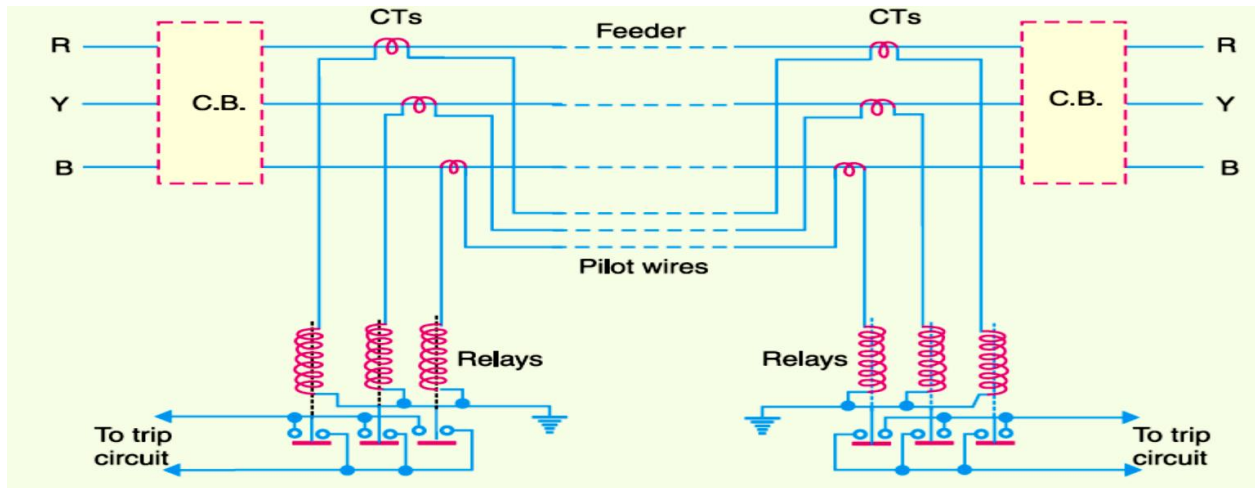 CTs
CTs
R
Feeder
R
Y
C.B.
C.B.
Y
B
B
Pilot wires
Relays
Relays
To trip
circuit
To trip
circuit